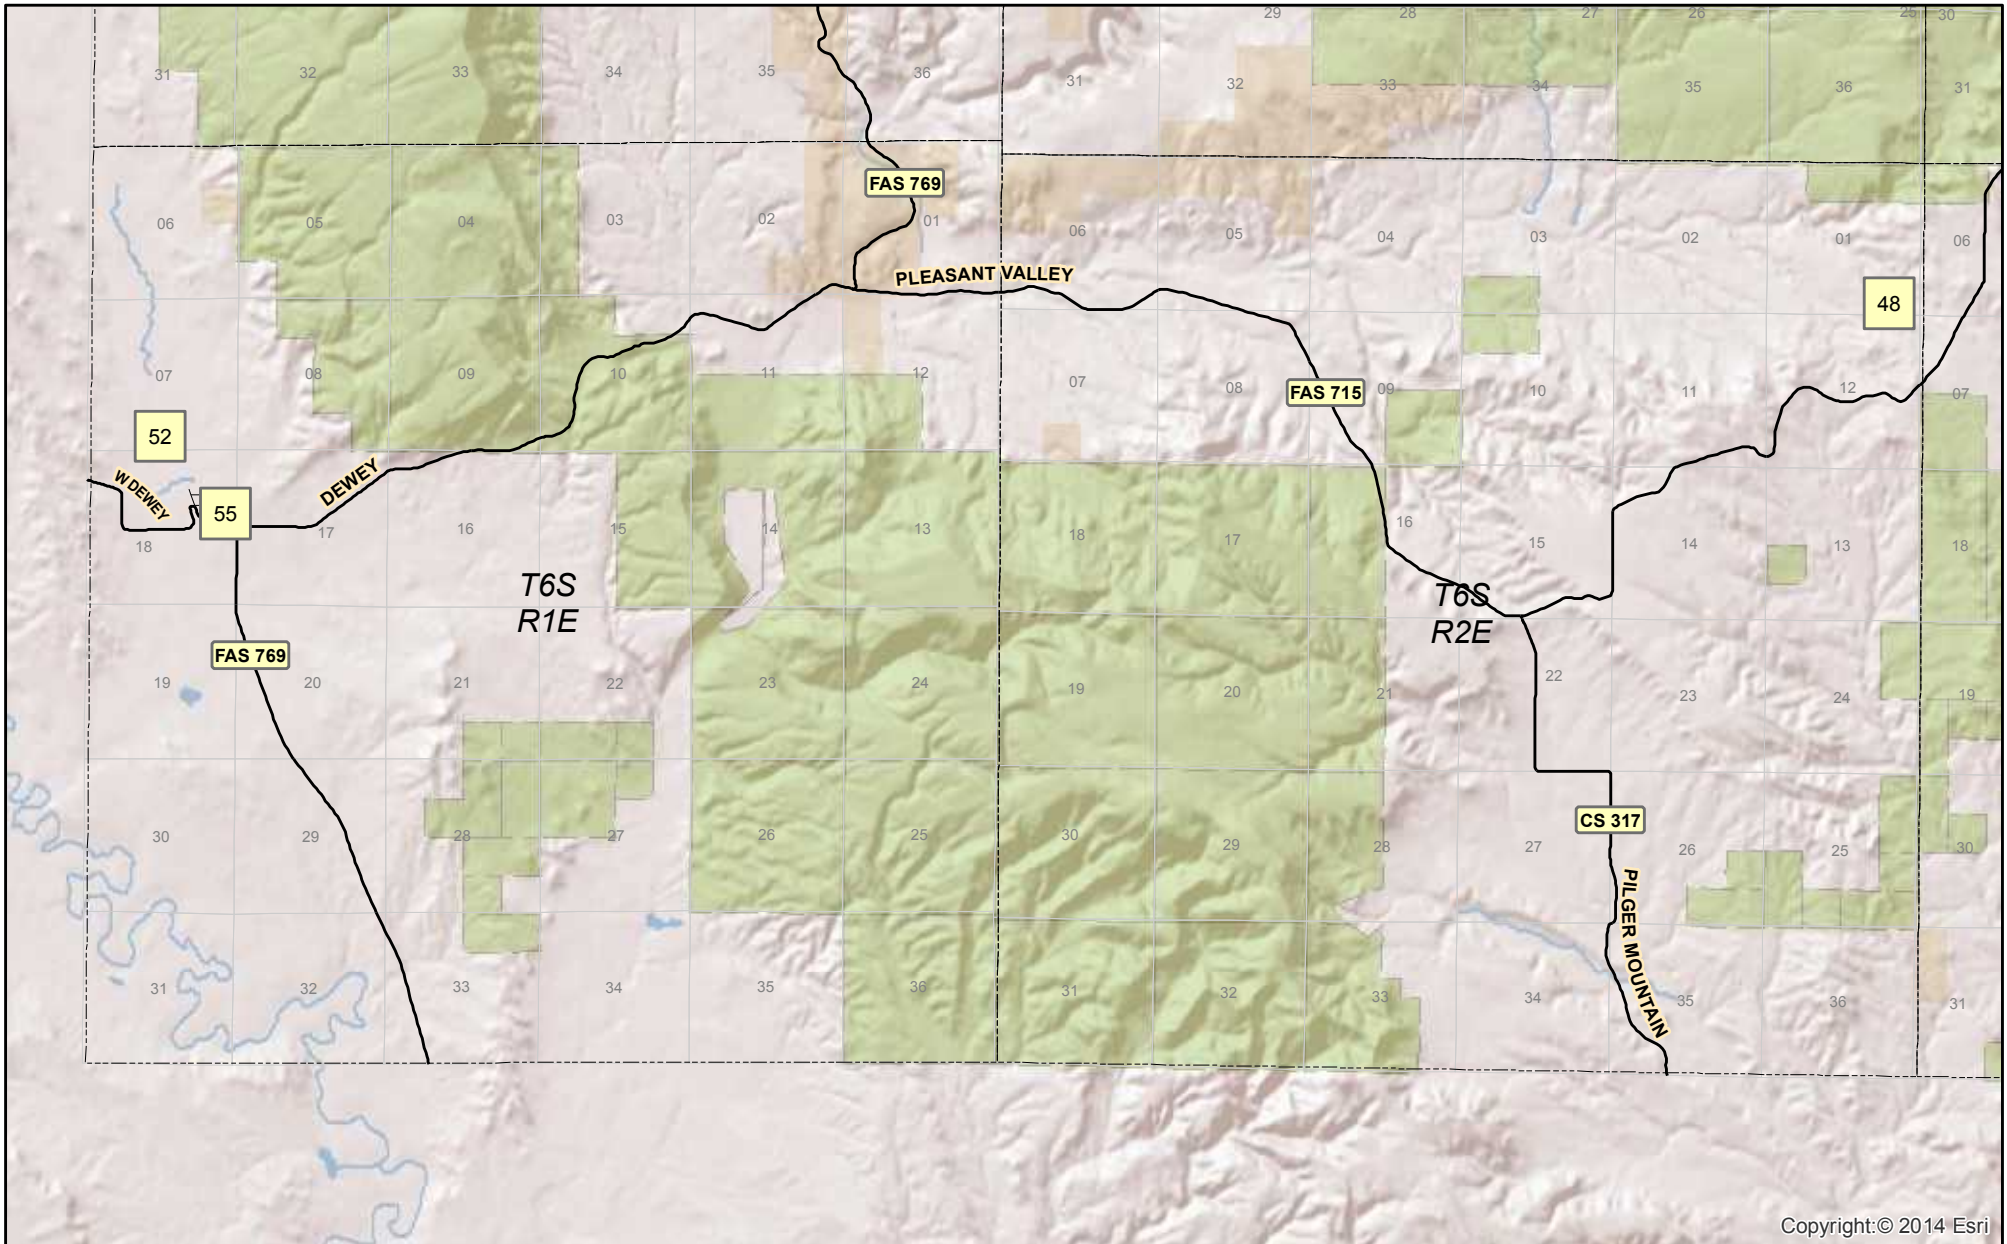 29 28 27 26 25 30
31 32 33 34 35 36 31 32 33 34 35 36 31
FAS 769
06 05 04 03 02 01 06 05 04 03 02 01 06
PLEASANT VALLEY
48
07 08 09 10 11 12 07 08 09 10 11 12 07
FAS 715
52
W DEWEY
DEWEY
55
18 17 16 15 14 13 18 17 16 15 14 13 18
T6S
R1E
T6S
R2E
FAS 769
19 20 21 22 23 24 19 20 21 22 23 24 19
CS 317
30 29 28 27 26 25 30 29 28 27 26 25 30
PILGER MOUNTAIN
31 32 33 34 35 36 31 32 33 34 35 36 31
Copyright:© 2014 Esri